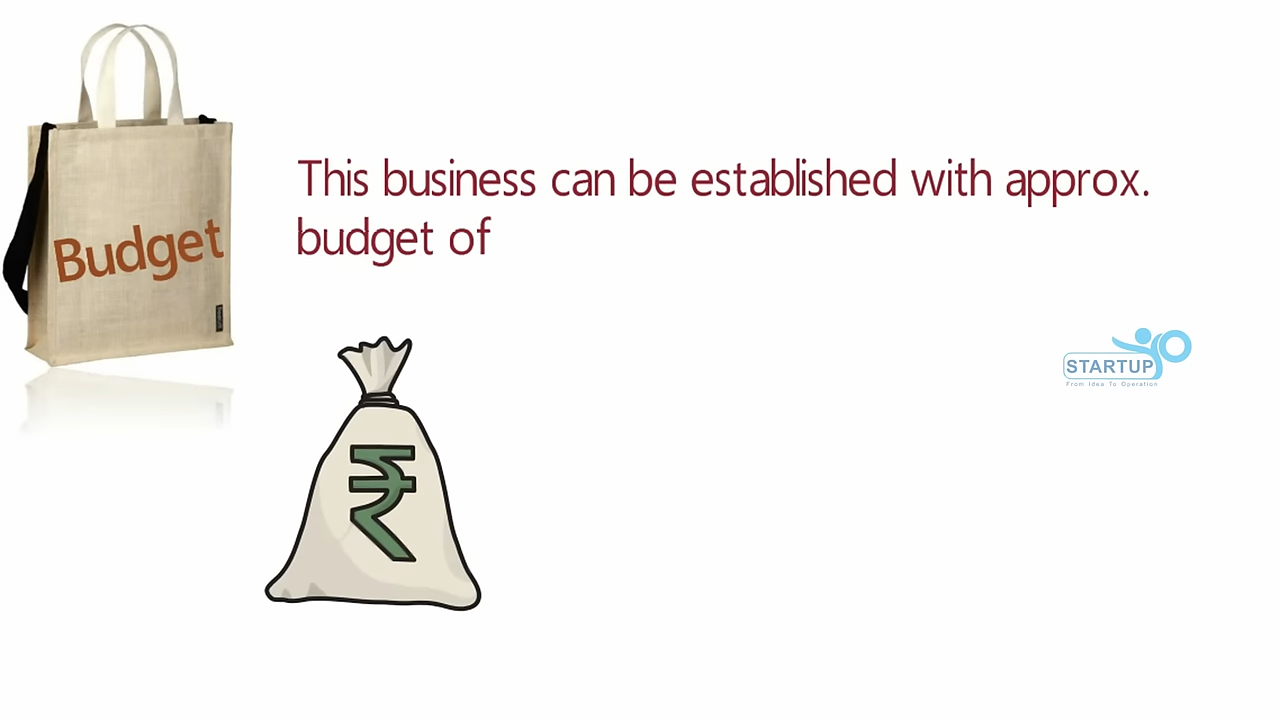 Budget
This business can be established with approx.
budget of
₹
STARTUP
From Idea To Operation